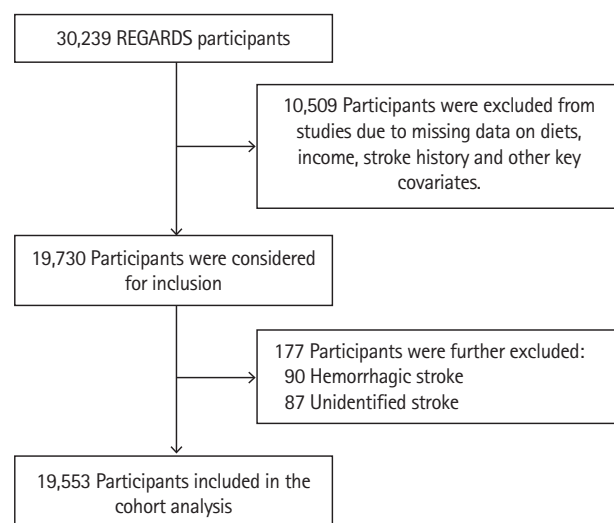 30,239 REGARDS participants
10,509 Participants were excluded from
studies due to missing data on diets,
income, stroke history and other key
covariates.
19,730 Participants were considered
for inclusion
177 Participants were further excluded:
90 Hemorrhagic stroke
87 Unidentified stroke
19,553 Participants included in the
cohort analysis